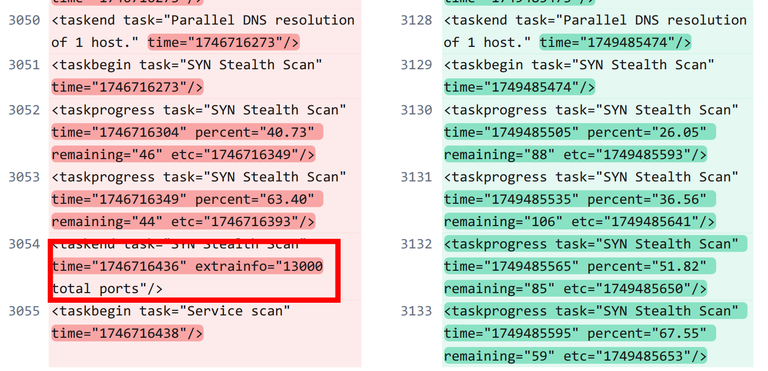 time="1746716273"/>
3050 <taskend task="Parallel DNS resolution
of 1 host." time="1746716273"/>
3051 <taskbegin task="SYN Stealth Scan"
time="1746716273"/>
3052 <taskprogress task="SYN Stealth Scan"
time="1746716304" percent="40.73"
remaining="46" etc="1746716349"/>
3053 <taskprogress task="SYN Stealth Scan"
time="1746716349" percent="63.40"
remaining="44" etc="1746716393"/>
3054 <taskend task="SYN Stealth Scan"
time="1746716436" extrainfo="13000
total ports"/>
3055 <taskbegin task="Service scan"
time="1746716438"/>
3128 <taskend task="Parallel DNS resolution
of 1 host." time="1749485474"/>
3129 <taskbegin task="SYN Stealth Scan"
time="1749485474"/>
3130 <taskprogress task="SYN Stealth Scan"
time="1749485505" percent="26.05"
remaining="88" etc="1749485593"/>
3131 <taskprogress task="SYN Stealth Scan"
time="1749485535" percent="36.56"
remaining="106" etc="1749485641"/>
3132 <taskprogress task="SYN Stealth Scan"
time="1749485565" percent="51.82"
remaining="85" etc="1749485650"/>
3133 <taskprogress task="SYN Stealth Scan"
time="1749485595" percent="67.55"
remaining="59" etc="1749485653"/>